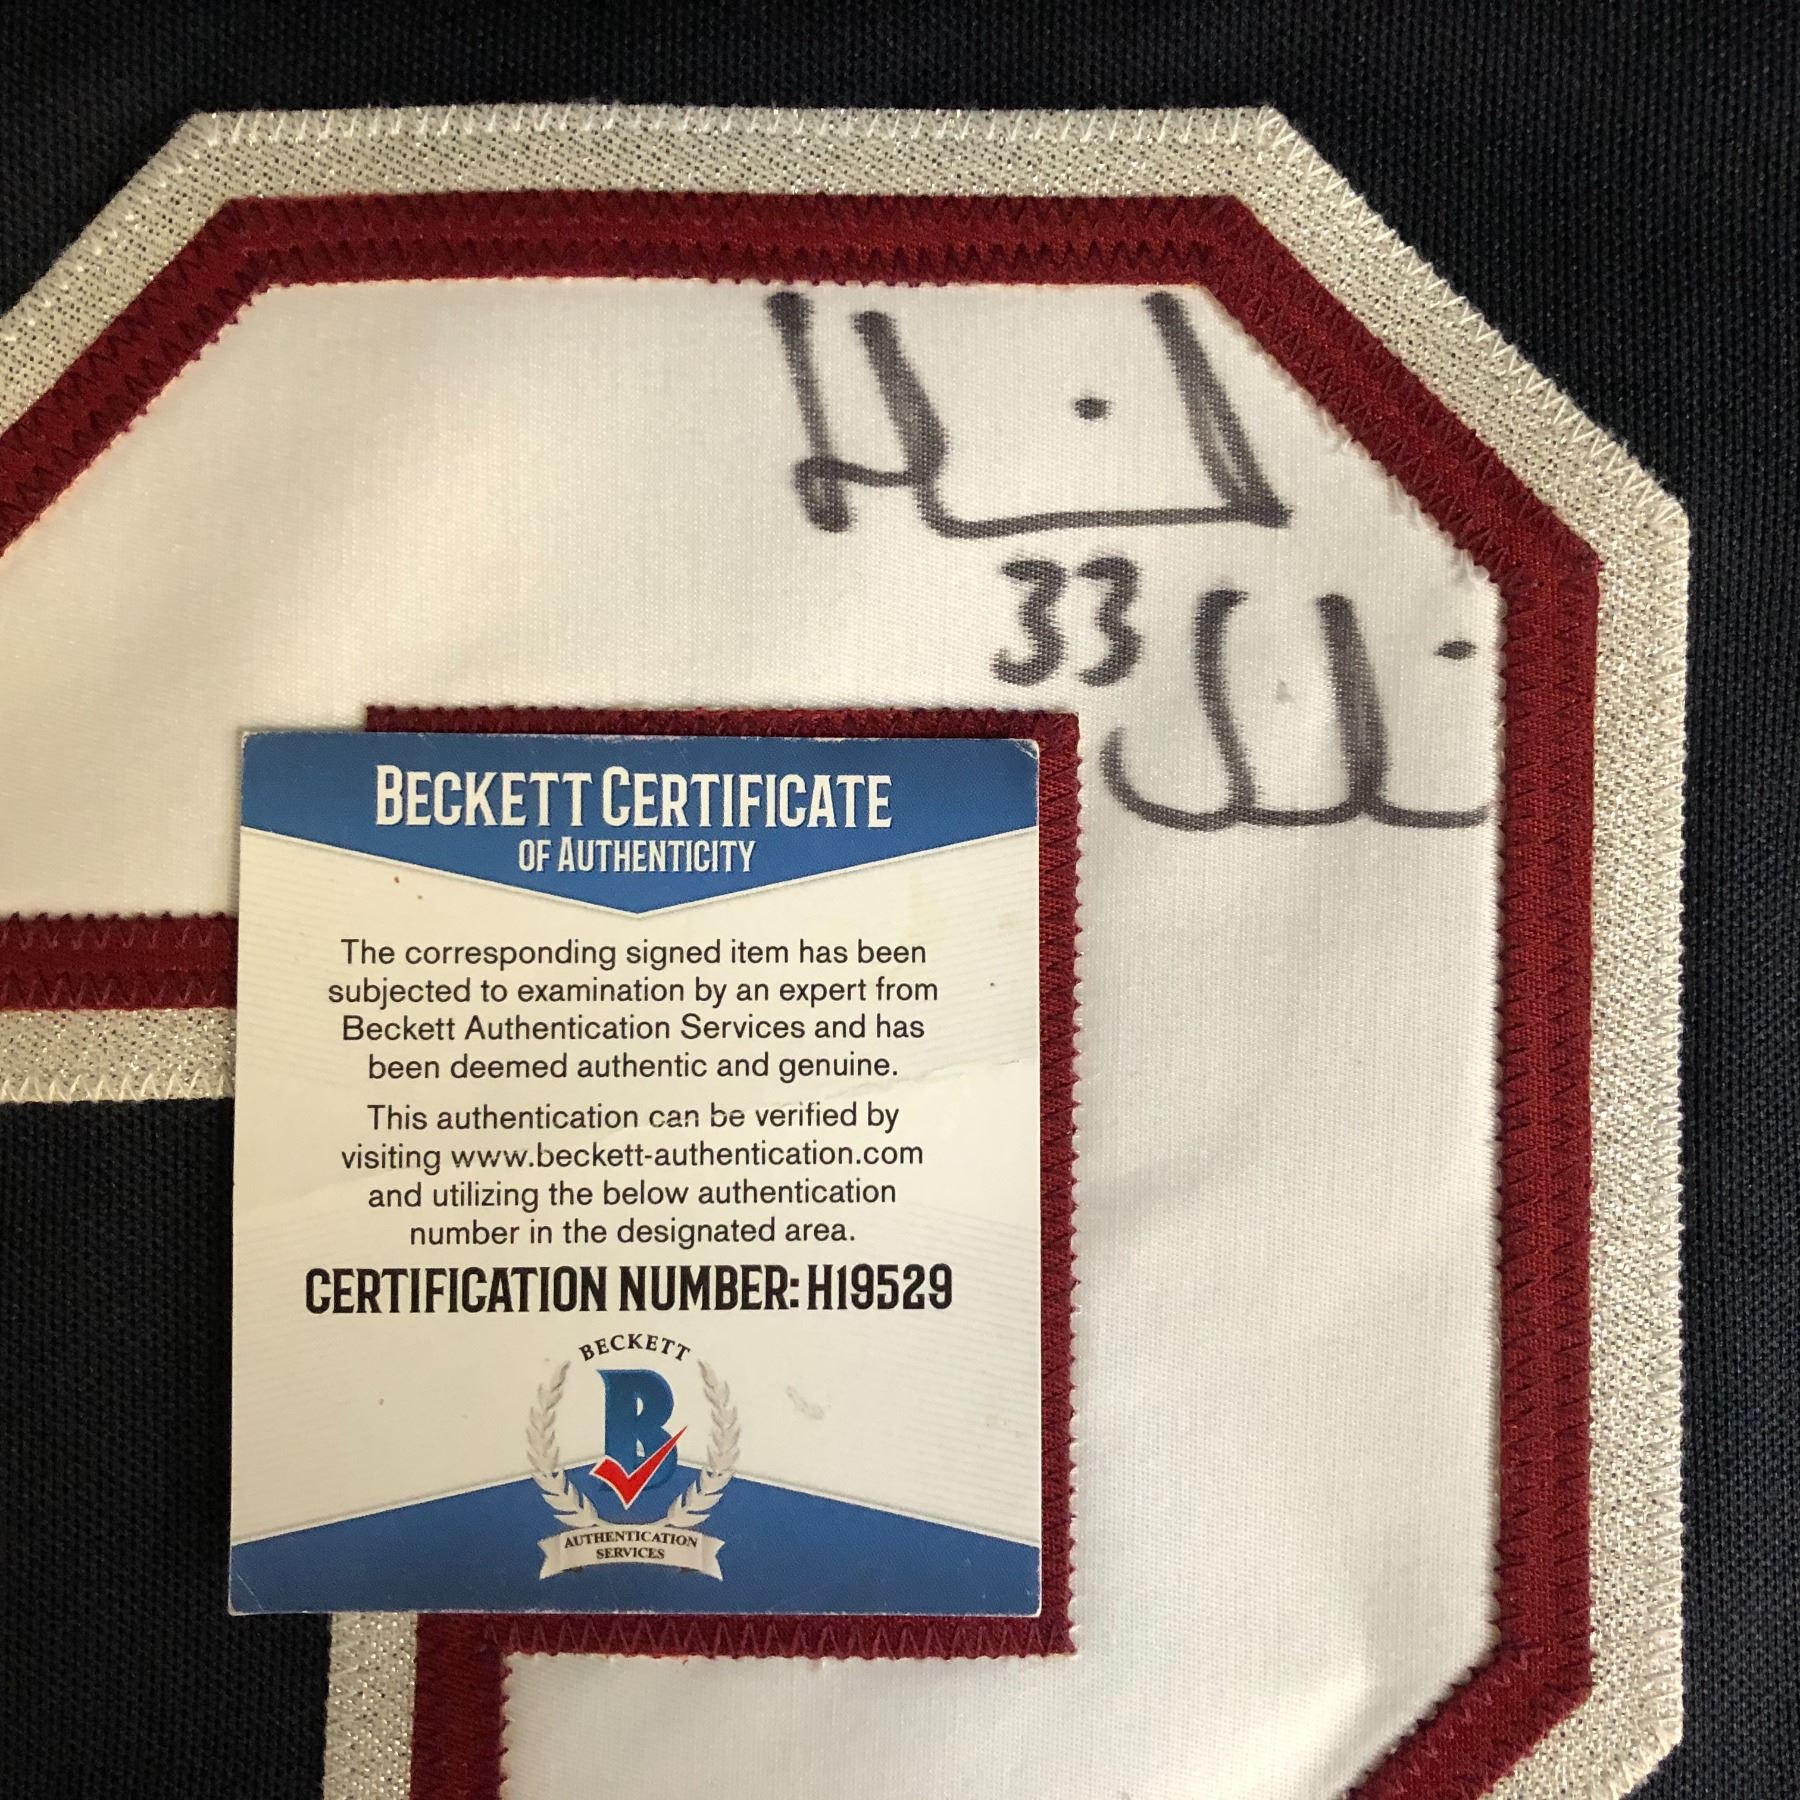 33
BECKETT CERTIFICATE
OF AUTHENTICITY
The corresponding signed item has been
subjected to examination by an expert from
Beckett Authentication Services and has
been deemed authentic and genuine.
This authentication can be verified by
visiting www.beckett-authentication.com
and utilizing the below authentication
number in the designated area.
CERTIFICATION NUMBER: H19529
BECKETT
B
AUTHENTICATION
SERVICES